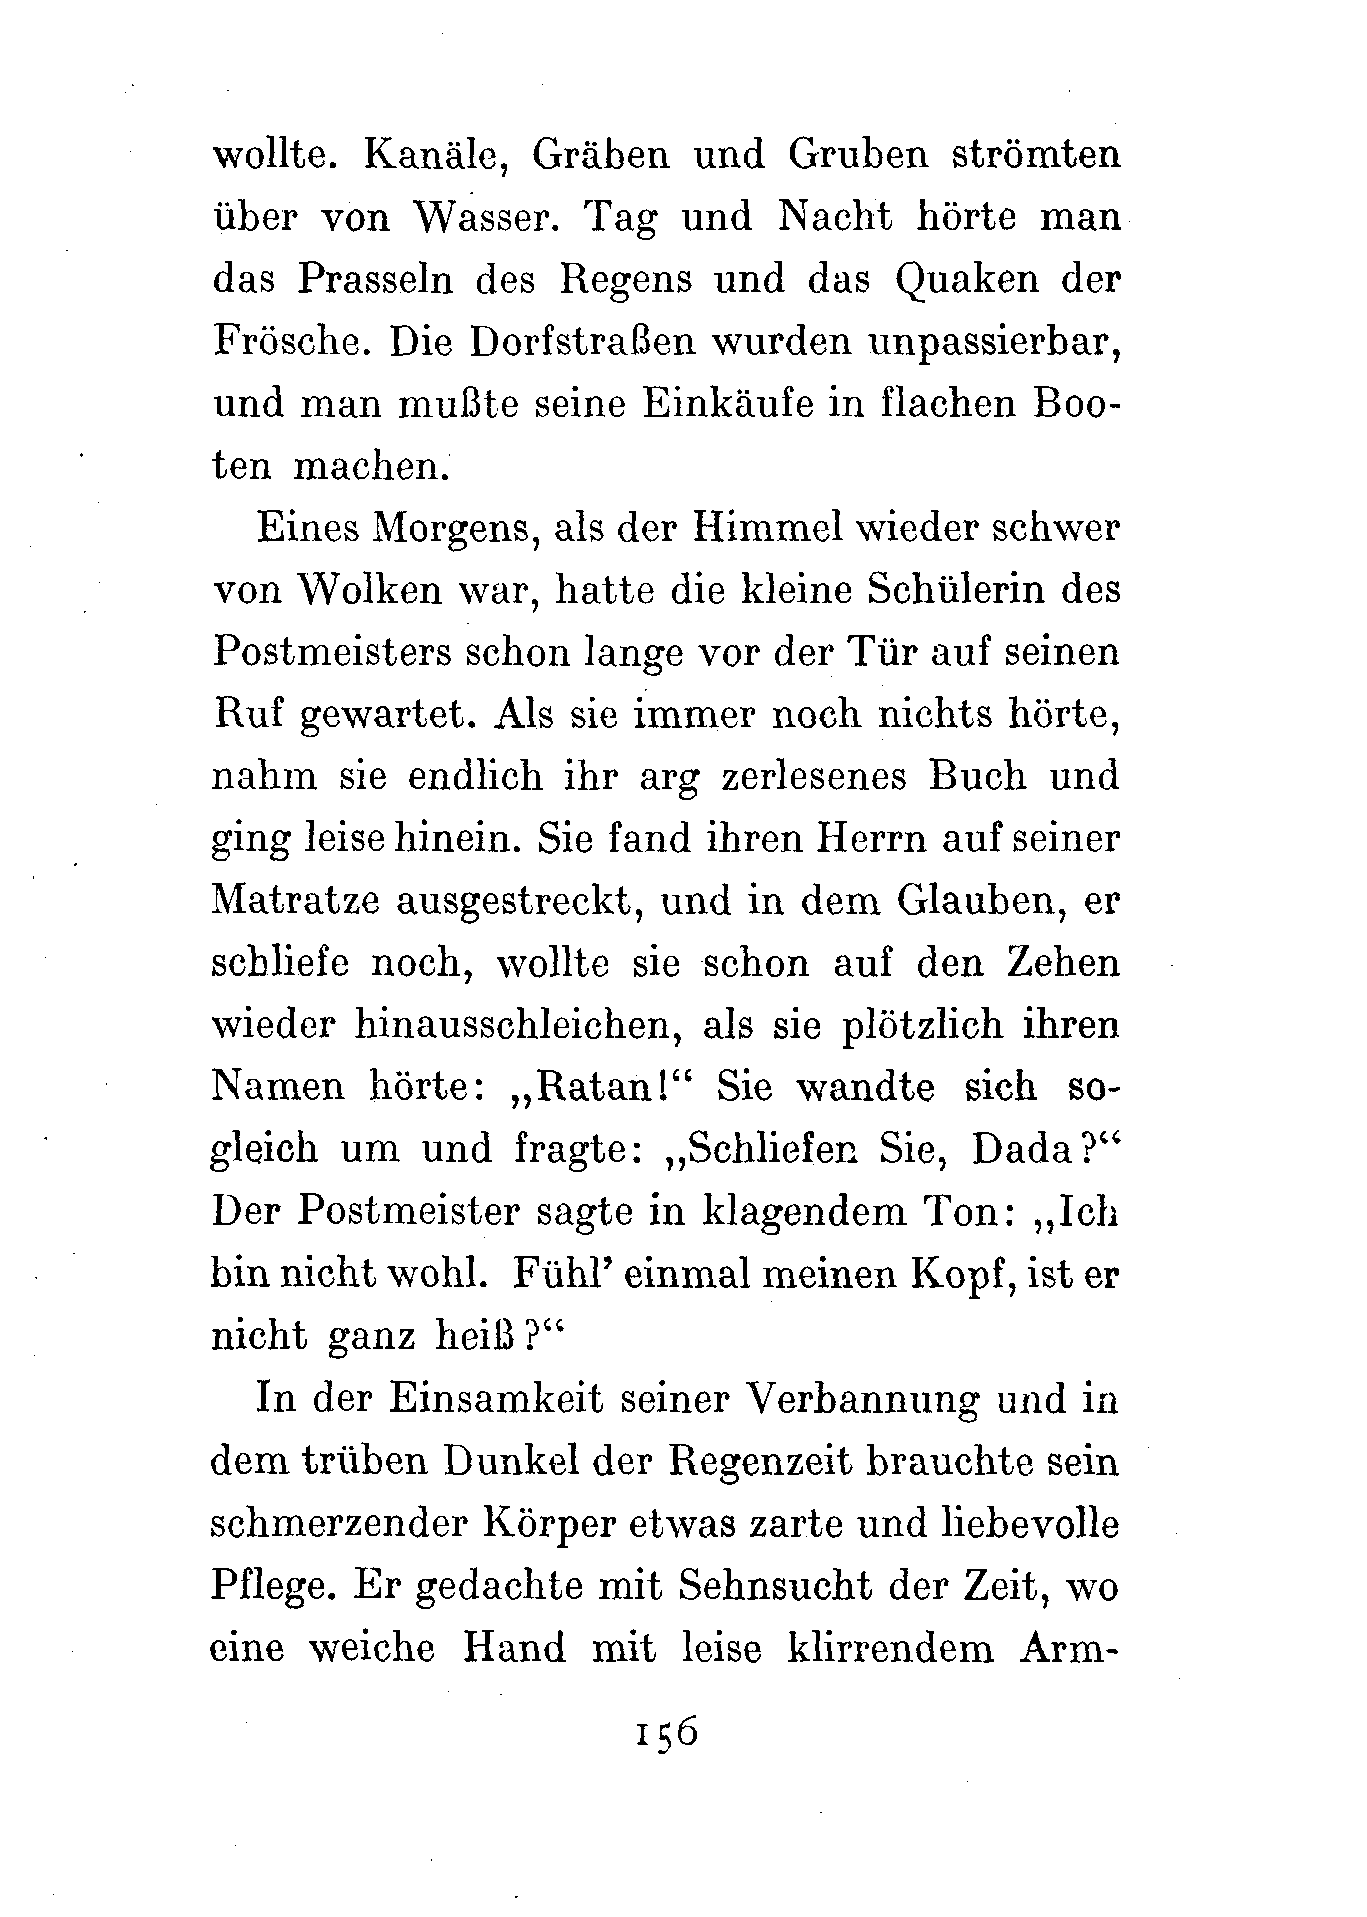 wollte. Kanäle, Gräben und Gruben strömten
über von Wasser. Tag und Nacht hörte man
das Prasseln des Regens und das Quaken der
Frösche. Die Dorfstraßen wurden unpassierbar,
und man mußte seine Einkäufe in flachen Boo-
ten machen.
Eines Morgens, als der Himmel wieder schwer
von Wolken war, hatte die kleine Schülerin des
Postmeisters schon lange vor der Tür auf seinen
Ruf gewartet. Als sie immer noch nichts hörte,
nahm sie endlich ihr arg zerlesenes Buch und
ging leise hinein. Sie fand ihren Herrn auf seiner
Matratze ausgestreckt, und in dem Glauben, er
schliefe noch, wollte sie schon auf den Zehen
wieder hinausschleichen, als sie plötzlich ihren
Namen hörte: „Ratan!“ Sie wandte sich so-
gleich um und fragte: „Schliefen Sie, Dada?“
Der Postmeister sagte in klagendem Ton: „Ich
bin nicht wohl. Fühl’ einmal meinen Kopf, ist er
nicht ganz heiß?“
In der Einsamkeit seiner Verbannung und in
dem trüben Dunkel der Regenzeit brauchte sein
schmerzender Körper etwas zarte und liebevolle
Pflege. Er gedachte mit Sehnsucht der Zeit, wo
eine weiche Hand mit leise klirrendem Arm-
156